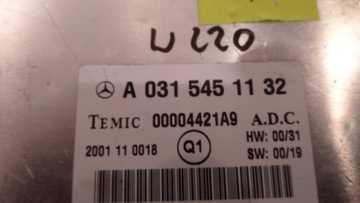 W220
A 031 545 11 32
TEMIC 00004421A9 A.D.C.
HW: 00/31
2001 11 0018 Q1 SW: 00/19